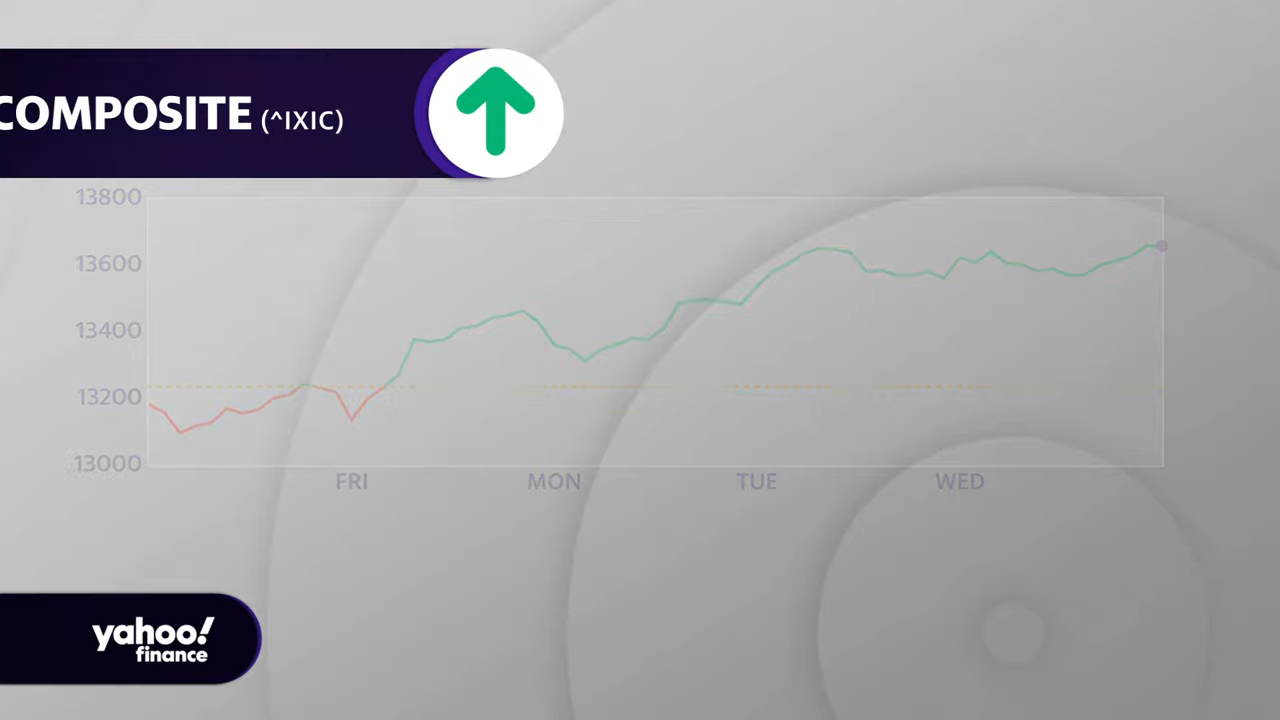 COMPOSITE (^IXIC)
13800
13600
13400
13200
13000
FRI MON TUE WED
yahoo!
finance